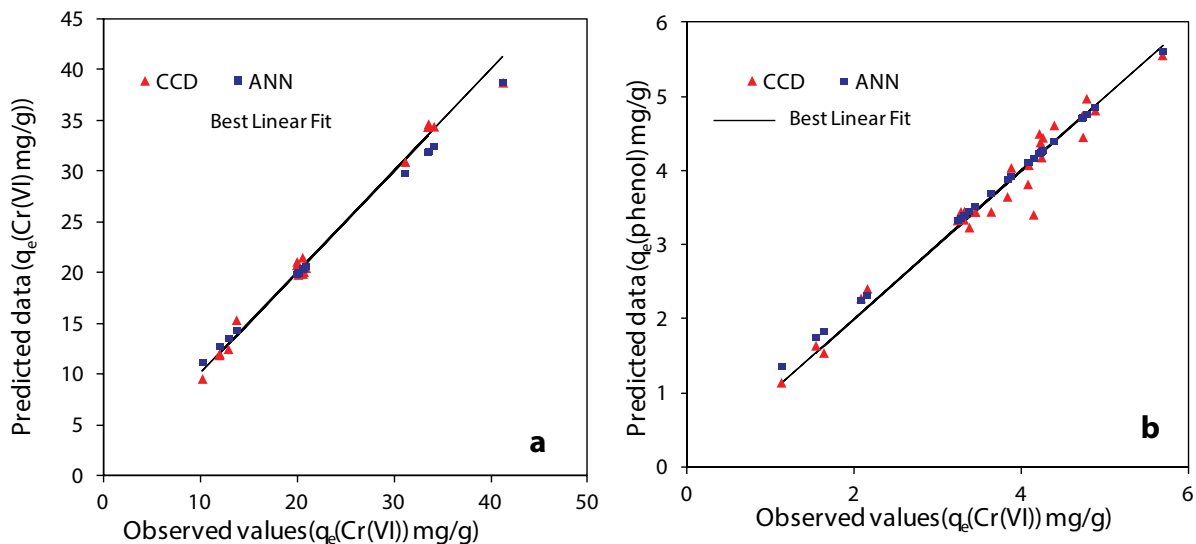 45
40
35
30
25
20
15
10
5
0
0 10 20 30 40 50
Predicted data (qe(Cr(VI) mg/g))
Observed values(qe(Cr(VI)) mg/g)
CCD ANN
Best Linear Fit
a
6
5
4
3
2
1
0
0 2 4 6
Predicted data (qe(phenol) mg/g
Observed values(qe(Cr(VI)) mg/g)
CCD ANN
Best Linear Fit
b